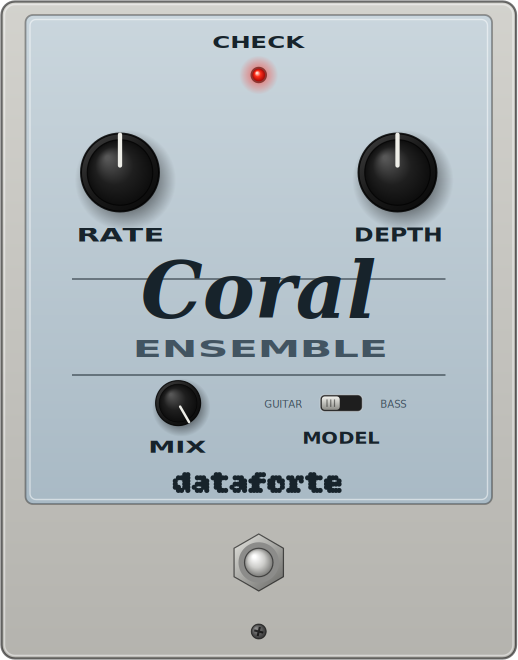 CHECK
RATE
DEPTH
Coral
ENSEMBLE
GUITAR
BASS
MODEL
MIX
dataforte